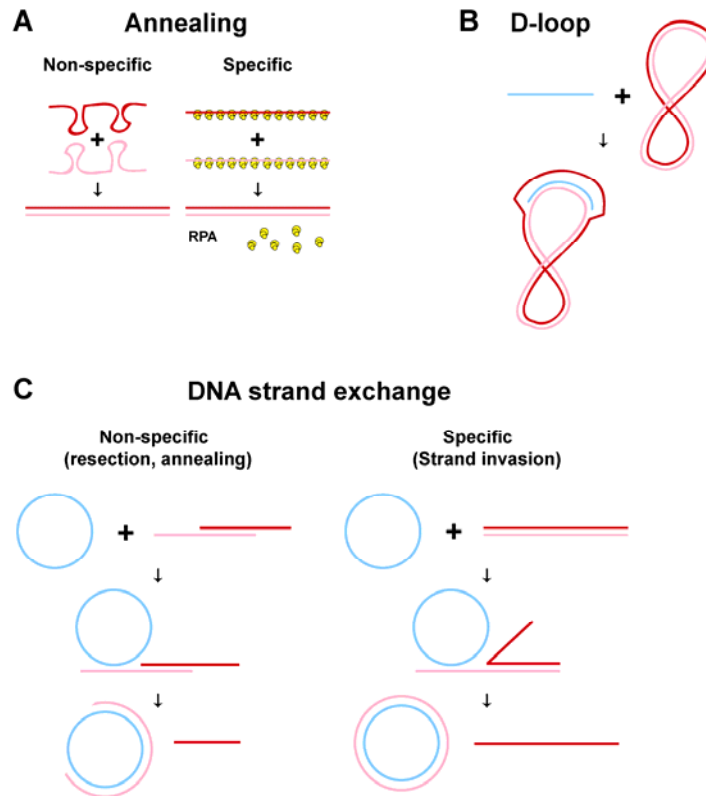 A Annealing
Non-specific
Specific
+
+
↓
↓
RPA
B D-loop
+
↓
C DNA strand exchange
Non-specific
(resection, annealing)
Specific
(Strand invasion)
+
+
↓
↓
↓
↓